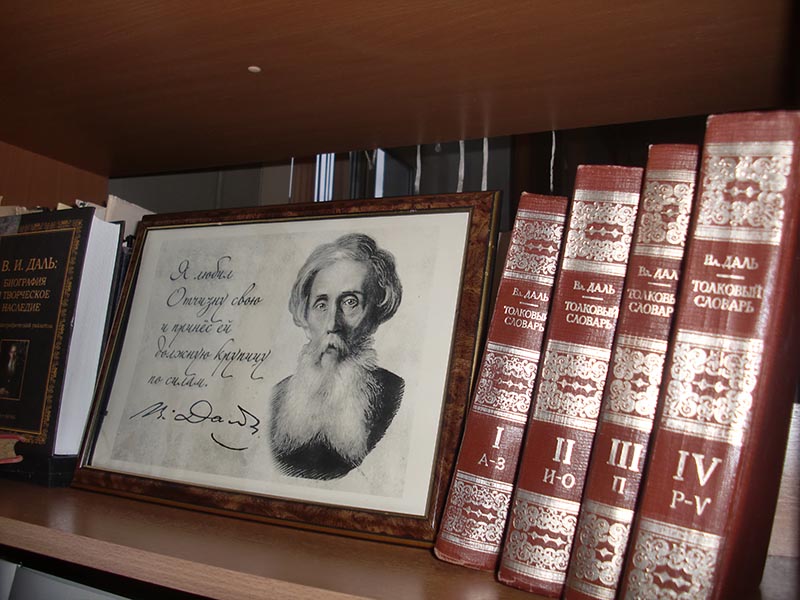 В. И. ДАЛЬ:
БИОГРАФИЯ
И ТВОРЧЕСКОЕ
НАСЛЕДИЕ
Я любил
Отчизну свою
и принёс ей
должную крупицу
по силам.
В. Даль
Вл. ДАЛЬ
ТОЛКОВЫЙ
СЛОВАРЬ
I
А-З
Вл. ДАЛЬ
ТОЛКОВЫЙ
СЛОВАРЬ
II
И-О
Вл. ДАЛЬ
ТОЛКОВЫЙ
СЛОВАРЬ
III
П
Вл. ДАЛЬ
ТОЛКОВЫЙ
СЛОВАРЬ
IV
Р-V